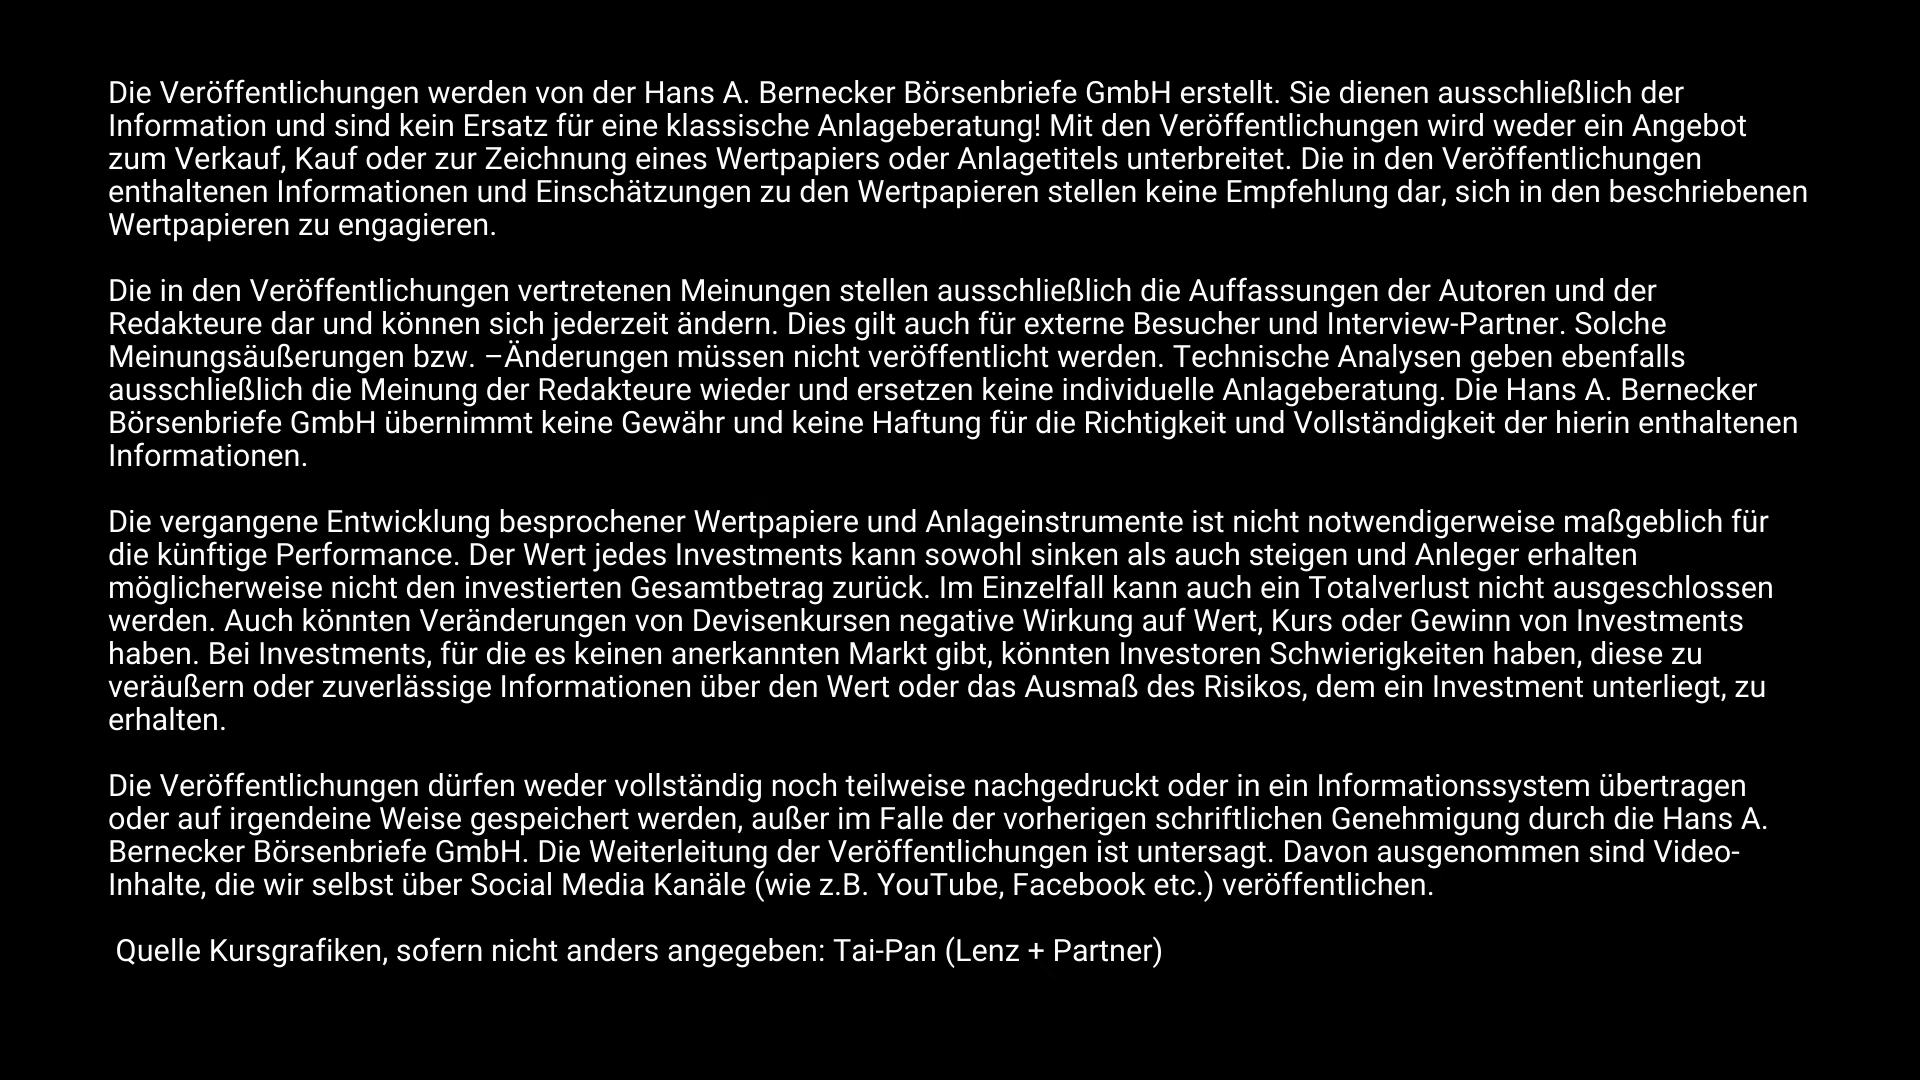 Die Veröffentlichungen werden von der Hans A. Bernecker Börsenbriefe GmbH erstellt. Sie dienen ausschließlich der
Information und sind kein Ersatz für eine klassische Anlageberatung! Mit den Veröffentlichungen wird weder ein Angebot
zum Verkauf, Kauf oder zur Zeichnung eines Wertpapiers oder Anlagetitels unterbreitet. Die in den Veröffentlichungen
enthaltenen Informationen und Einschätzungen zu den Wertpapieren stellen keine Empfehlung dar, sich in den beschriebenen
Wertpapieren zu engagieren.
Die in den Veröffentlichungen vertretenen Meinungen stellen ausschließlich die Auffassungen der Autoren und der
Redakteure dar und können sich jederzeit ändern. Dies gilt auch für externe Besucher und Interview-Partner. Solche
Meinungsäußerungen bzw. –Änderungen müssen nicht veröffentlicht werden. Technische Analysen geben ebenfalls
ausschließlich die Meinung der Redakteure wieder und ersetzen keine individuelle Anlageberatung. Die Hans A. Bernecker
Börsenbriefe GmbH übernimmt keine Gewähr und keine Haftung für die Richtigkeit und Vollständigkeit der hierin enthaltenen
Informationen.
Die vergangene Entwicklung besprochener Wertpapiere und Anlageinstrumente ist nicht notwendigerweise maßgeblich für
die künftige Performance. Der Wert jedes Investments kann sowohl sinken als auch steigen und Anleger erhalten
möglicherweise nicht den investierten Gesamtbetrag zurück. Im Einzelfall kann auch ein Totalverlust nicht ausgeschlossen
werden. Auch könnten Veränderungen von Devisenkursen negative Wirkung auf Wert, Kurs oder Gewinn von Investments
haben. Bei Investments, für die es keinen anerkannten Markt gibt, könnten Investoren Schwierigkeiten haben, diese zu
veräußern oder zuverlässige Informationen über den Wert oder das Ausmaß des Risikos, dem ein Investment unterliegt, zu
erhalten.
Die Veröffentlichungen dürfen weder vollständig noch teilweise nachgedruckt oder in ein Informationssystem übertragen
oder auf irgendeine Weise gespeichert werden, außer im Falle der vorherigen schriftlichen Genehmigung durch die Hans A.
Bernecker Börsenbriefe GmbH. Die Weiterleitung der Veröffentlichungen ist untersagt. Davon ausgenommen sind Video-
Inhalte, die wir selbst über Social Media Kanäle (wie z.B. YouTube, Facebook etc.) veröffentlichen.
Quelle Kursgrafiken, sofern nicht anders angegeben: Tai-Pan (Lenz + Partner)